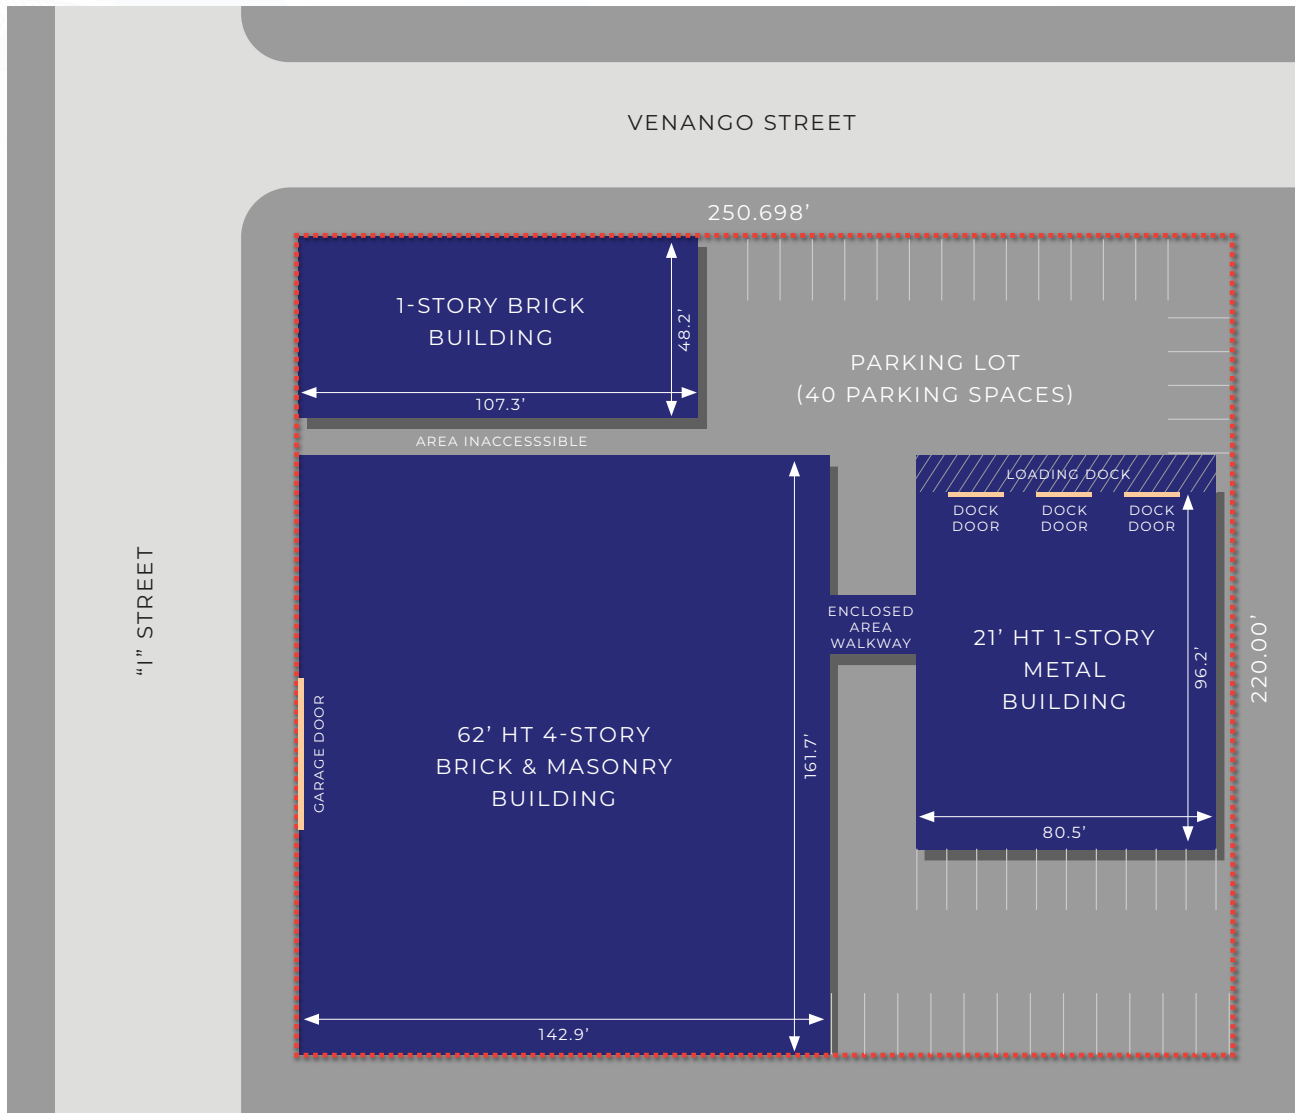 VENANGO STREET
250.698’
1-STORY BRICK
BUILDING
48.2’
107.3’
PARKING LOT
(40 PARKING SPACES)
AREA INACCESSSIBLE
LOADING DOCK
DOCK
DOOR
DOCK
DOOR
DOCK
DOOR
“I” STREET
ENCLOSED
AREA
WALKWAY
21’ HT 1-STORY
METAL
BUILDING
96.2’
220.00’
GARAGE DOOR
62’ HT 4-STORY
BRICK & MASONRY
BUILDING
161.7’
80.5’
142.9’